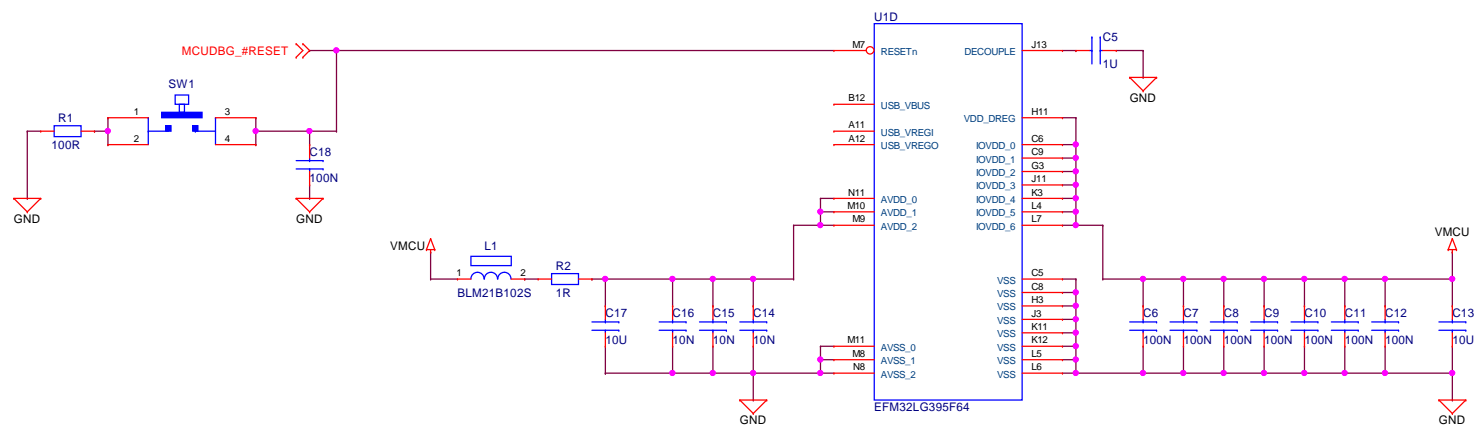 U1D
MCUDBG_#RESET
M7
RESETn
DECOUPLE
J13
C5
1U
GND
SW1
R1
100R
1
2
3
4
C18
100N
GND
GND
B12
USB_VBUS
A11
USB_VREGI
A12
USB_VREGO
VDD_DREG
H11
IOVDD_0
C6
IOVDD_1
C9
IOVDD_2
G3
IOVDD_3
J11
IOVDD_4
K3
IOVDD_5
L4
IOVDD_6
L7
N11
AVDD_0
M10
AVDD_1
M9
AVDD_2
VMCU
L1
1
2
BLM21B102S
R2
1R
C17
10U
C16
10N
C15
10N
C14
10N
M11
AVSS_0
M8
AVSS_1
N8
AVSS_2
GND
VSS
C5
VSS
C8
VSS
H3
VSS
J3
VSS
K11
VSS
K12
VSS
L5
VSS
L6
EFM32LG395F64
VMCU
C6
100N
C7
100N
C8
100N
C9
100N
C10
100N
C11
100N
C12
100N
C13
10U
GND